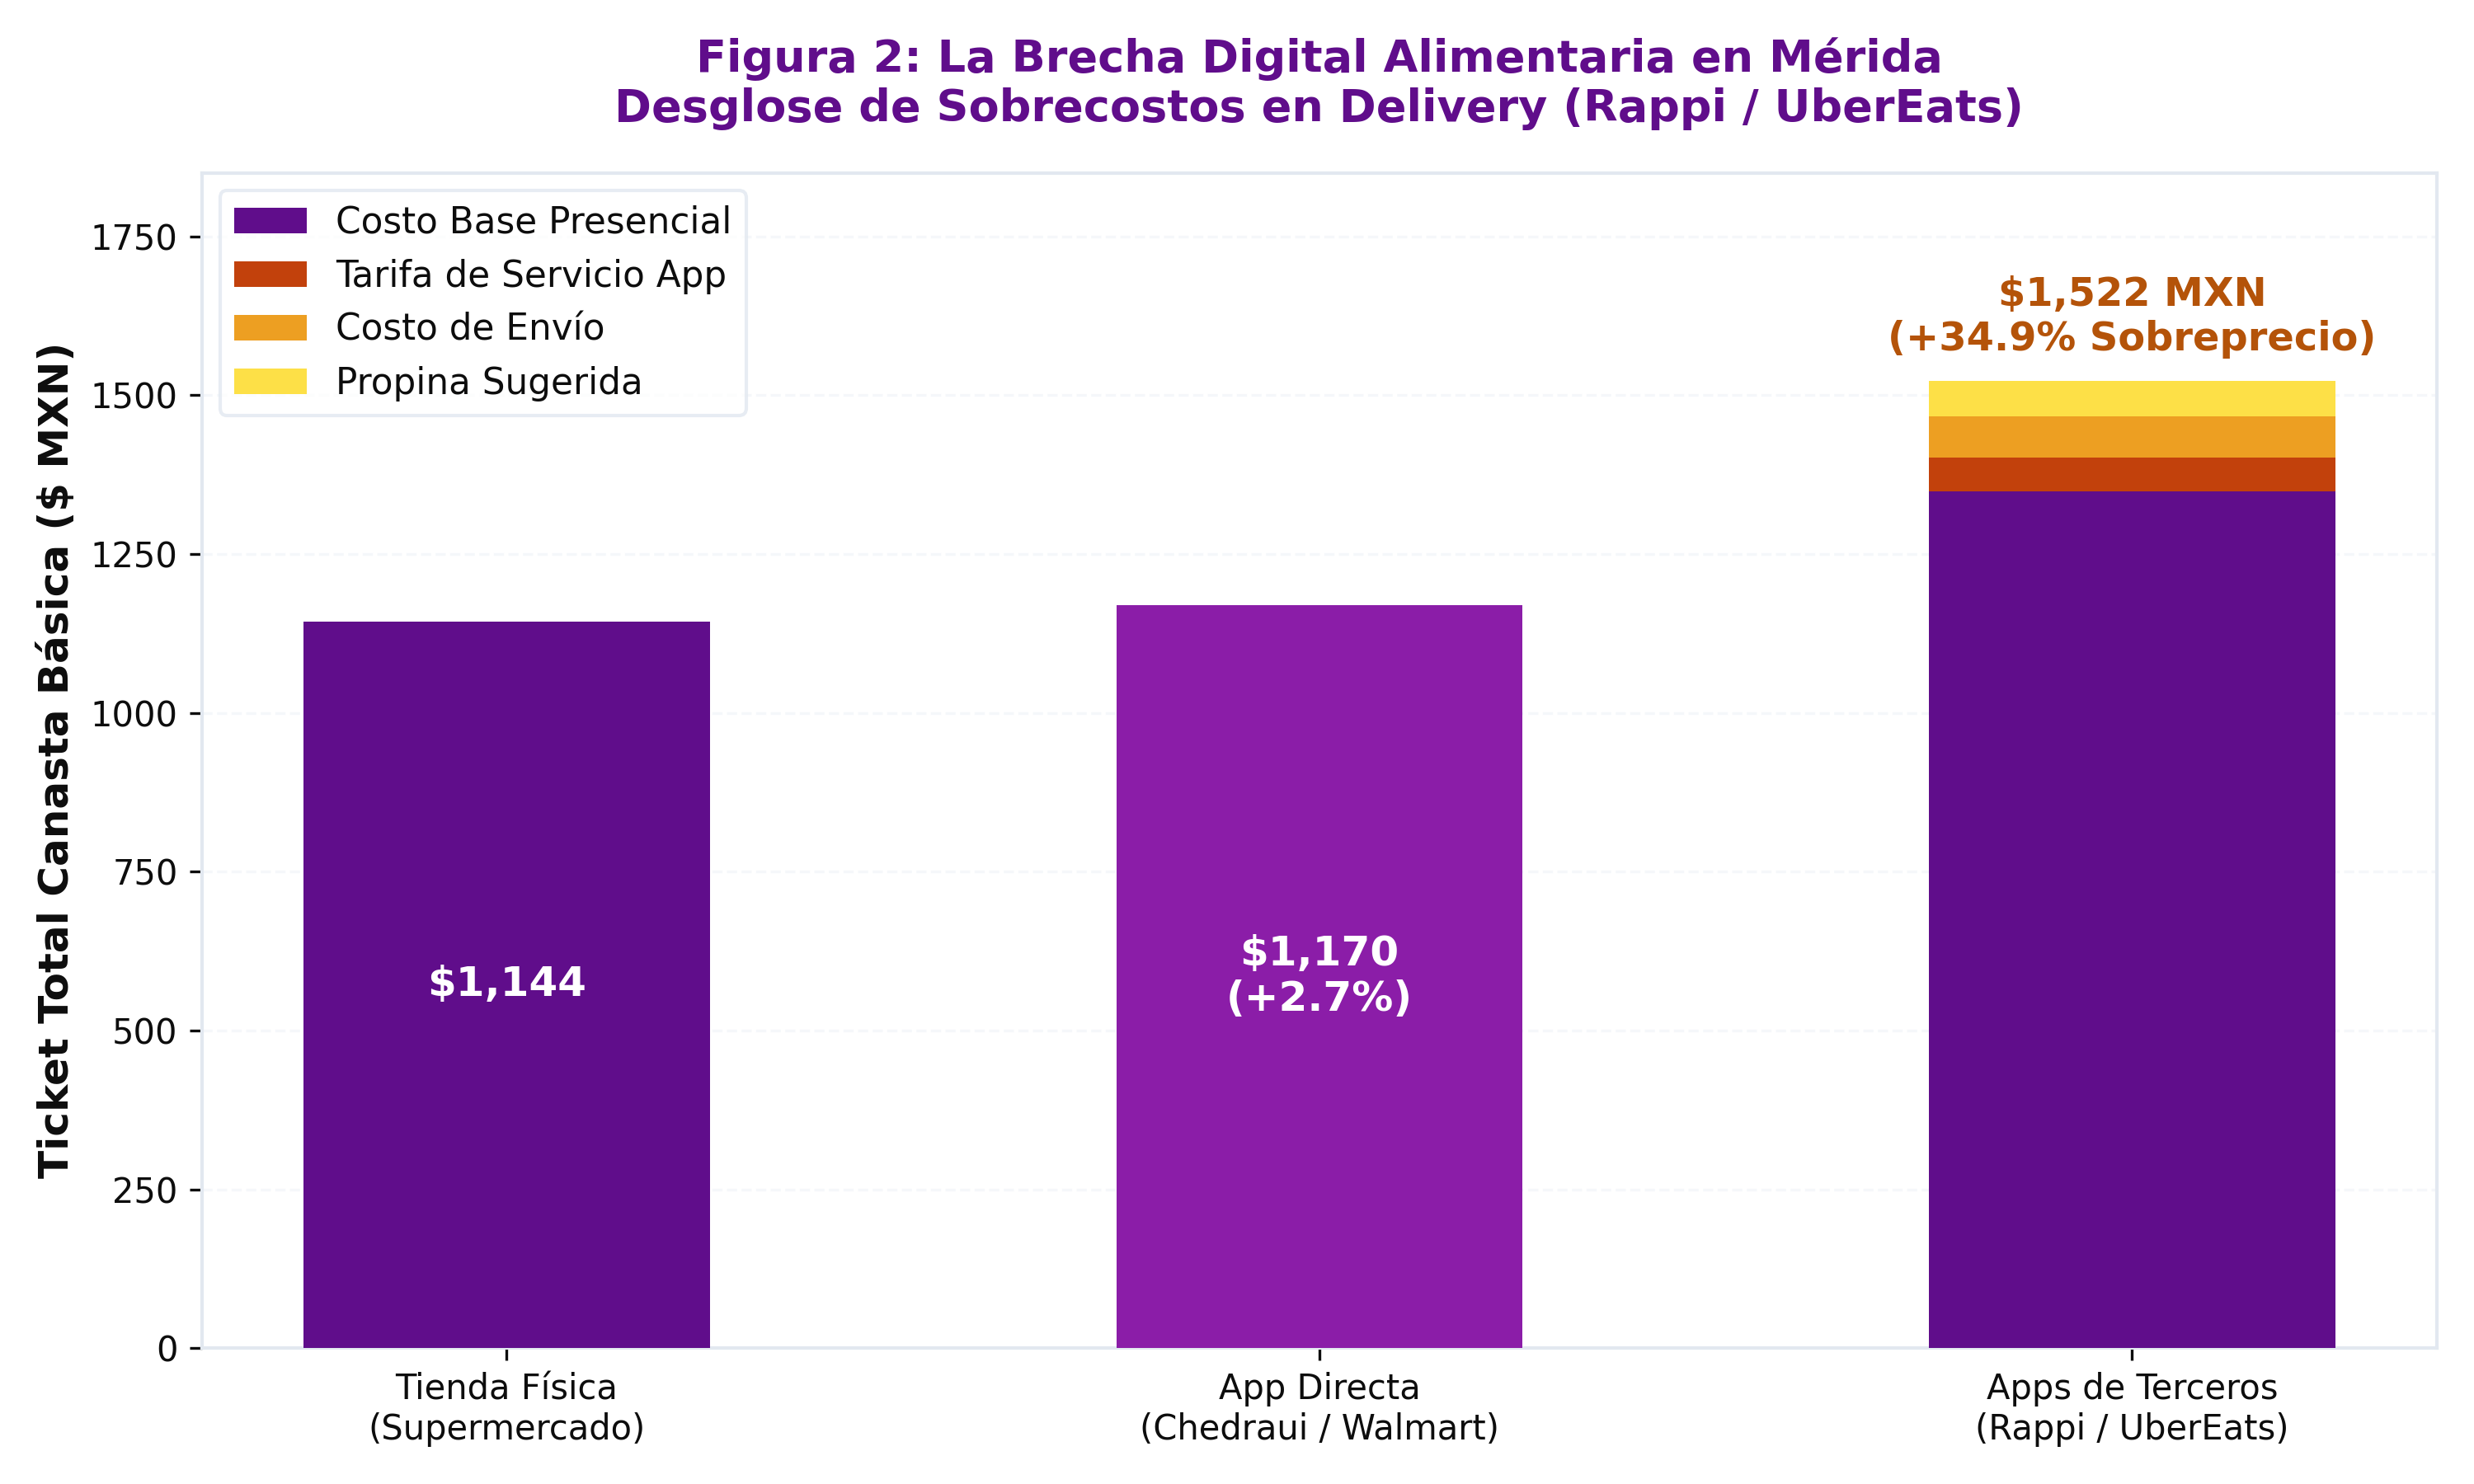 Figura 2: La Brecha Digital Alimentaria en Mérida
Desglose de Sobrecostos en Delivery (Rappi / UberEats)
Ticket Total Canasta Básica ($ MXN)
1750
1500
1250
1000
750
500
250
0
Costo Base Presencial
Tarifa de Servicio App
Costo de Envío
Propina Sugerida
$1,144
$1,170
(+2.7%)
$1,522 MXN
(+34.9% Sobreprecio)
Tienda Física
(Supermercado)
App Directa
(Chedraui / Walmart)
Apps de Terceros
(Rappi / UberEats)